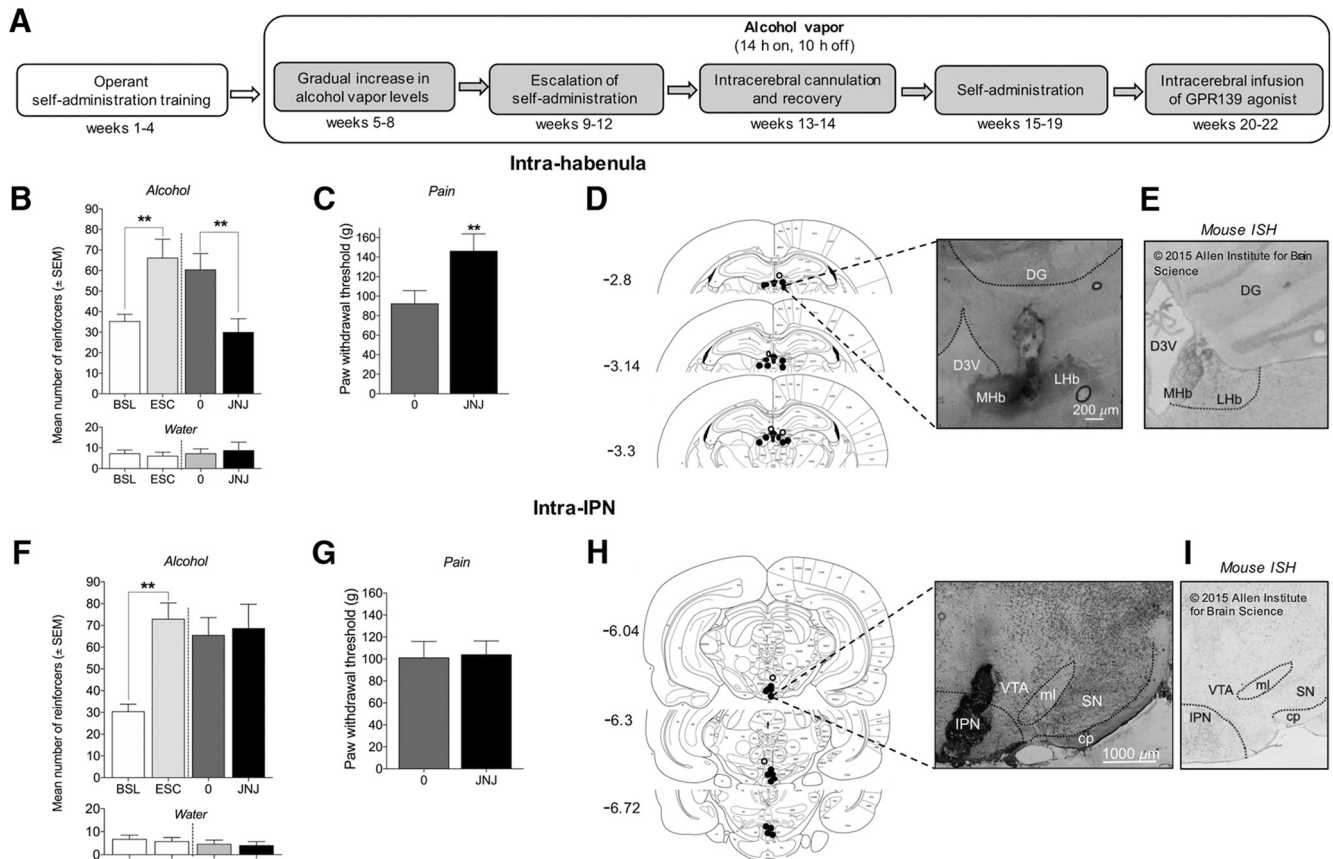 A
Alcohol vapor
(14 h on, 10 h off)
Operant
self-administration training
weeks 1-4
Gradual increase in
alcohol vapor levels
weeks 5-8
Escalation of
self-administration
weeks 9-12
Intracerebral cannulation
and recovery
weeks 13-14
Self-administration
weeks 15-19
Intracerebral infusion
of GPR139 agonist
weeks 20-22
Intra-habenula
B
Alcohol
Mean number of reinforcers (± SEM)
90
80
70
60
50
40
30
20
10
0
**
**
BSL ESC 0 JNJ
Water
20
10
0
BSL ESC 0 JNJ
C
Pain
Paw withdrawal threshold (g)
160
140
120
100
80
60
40
20
0
**
0 JNJ
D
-2.8
-3.14
-3.3
DG
D3V
MHb
LHb
200 µm
E
Mouse ISH
© 2015 Allen Institute for Brain
Science
DG
D3V
MHb
LHb
Intra-IPN
F
Alcohol
Mean number of reinforcers (± SEM)
90
80
70
60
50
40
30
20
10
0
**
BSL ESC 0 JNJ
Water
20
10
0
G
Pain
Paw withdrawal threshold (g)
160
140
120
100
80
60
40
20
0
0 JNJ
H
-6.04
-6.3
-6.72
VTA
ml
SN
IPN
cp
1000 µm
I
Mouse ISH
© 2015 Allen Institute
for Brain Science
VTA
ml
SN
IPN
cp